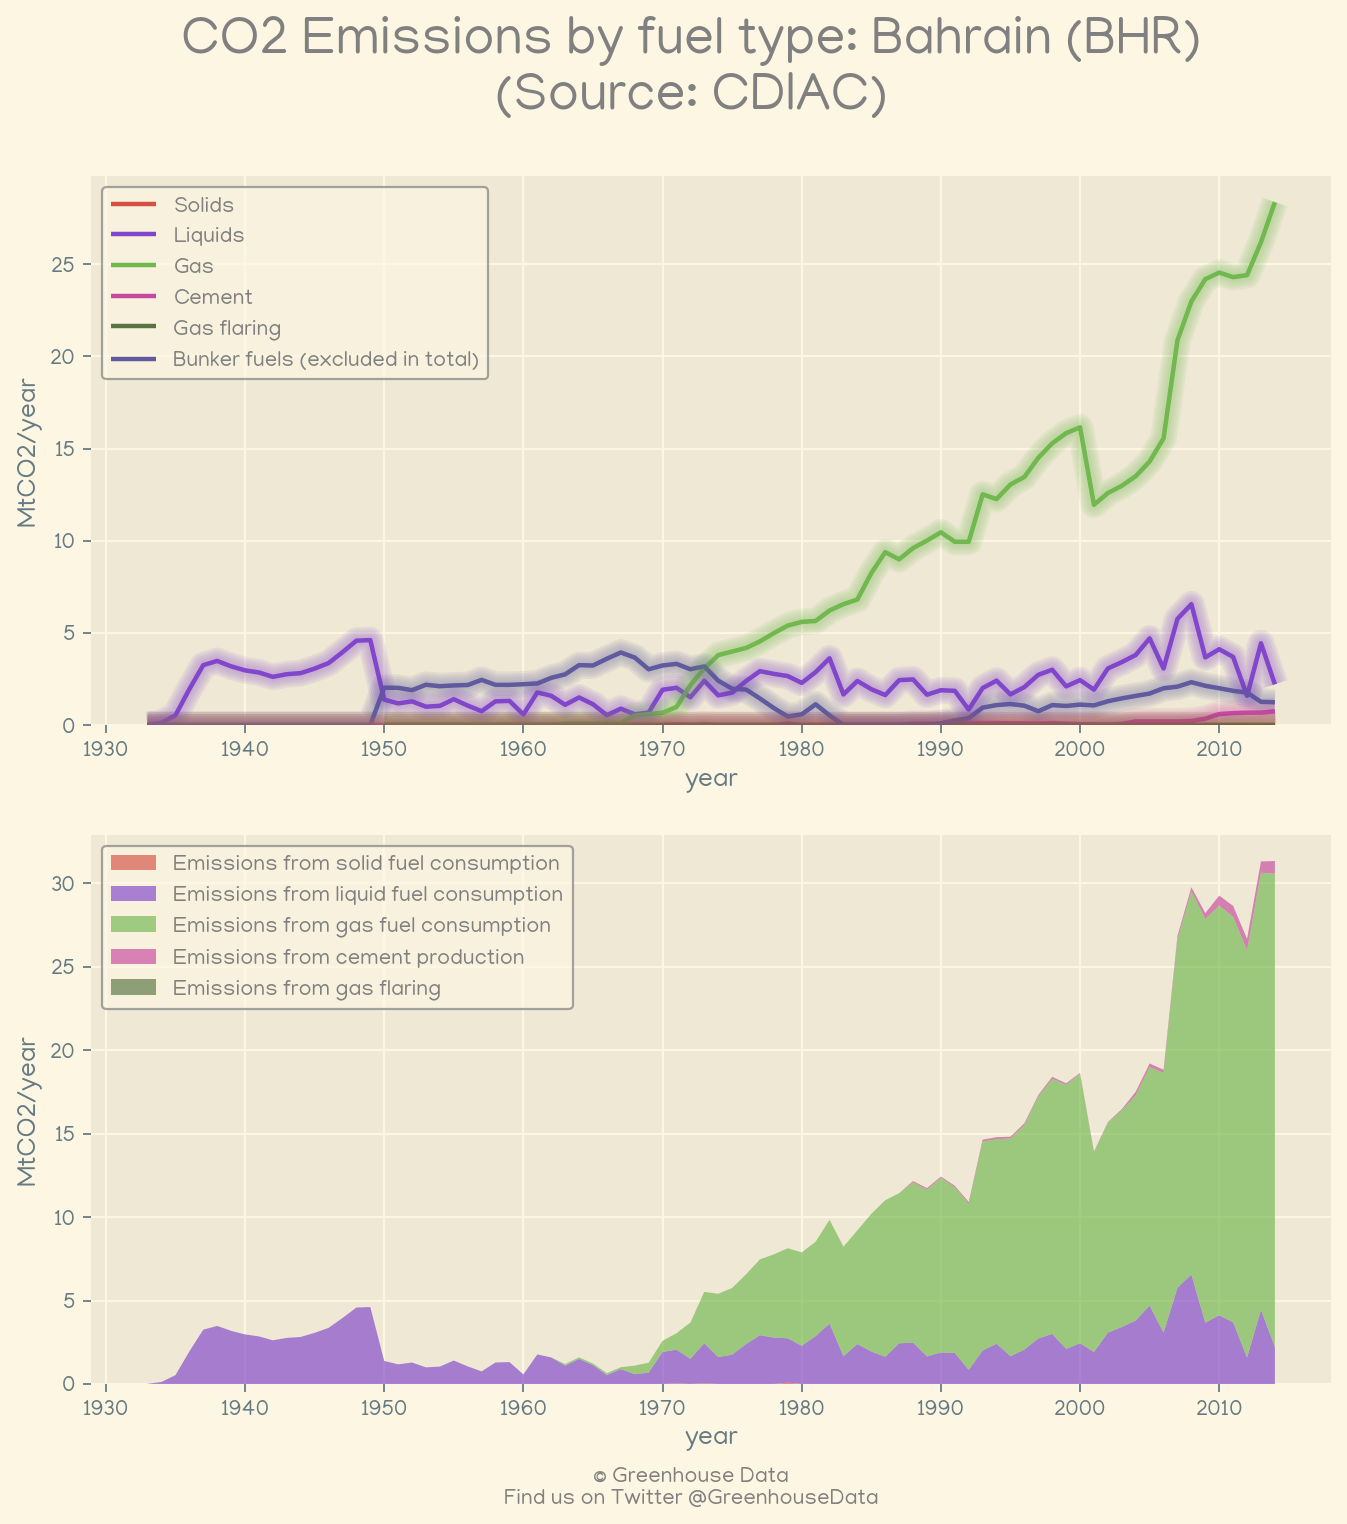 CO2 Emissions by fuel type: Bahrain (BHR)
(Source: CDIAC)
Solids
Liquids
Gas
Cement
Gas flaring
Bunker fuels (excluded in total)
25
20
15
10
5
0
MtCO2/year
1930 1940 1950 1960 1970 1980 1990 2000 2010
year
Emissions from solid fuel consumption
Emissions from liquid fuel consumption
Emissions from gas fuel consumption
Emissions from cement production
Emissions from gas flaring
30
25
20
15
10
5
0
MtCO2/year
1930 1940 1950 1960 1970 1980 1990 2000 2010
year
© Greenhouse Data
Find us on Twitter @GreenhouseData